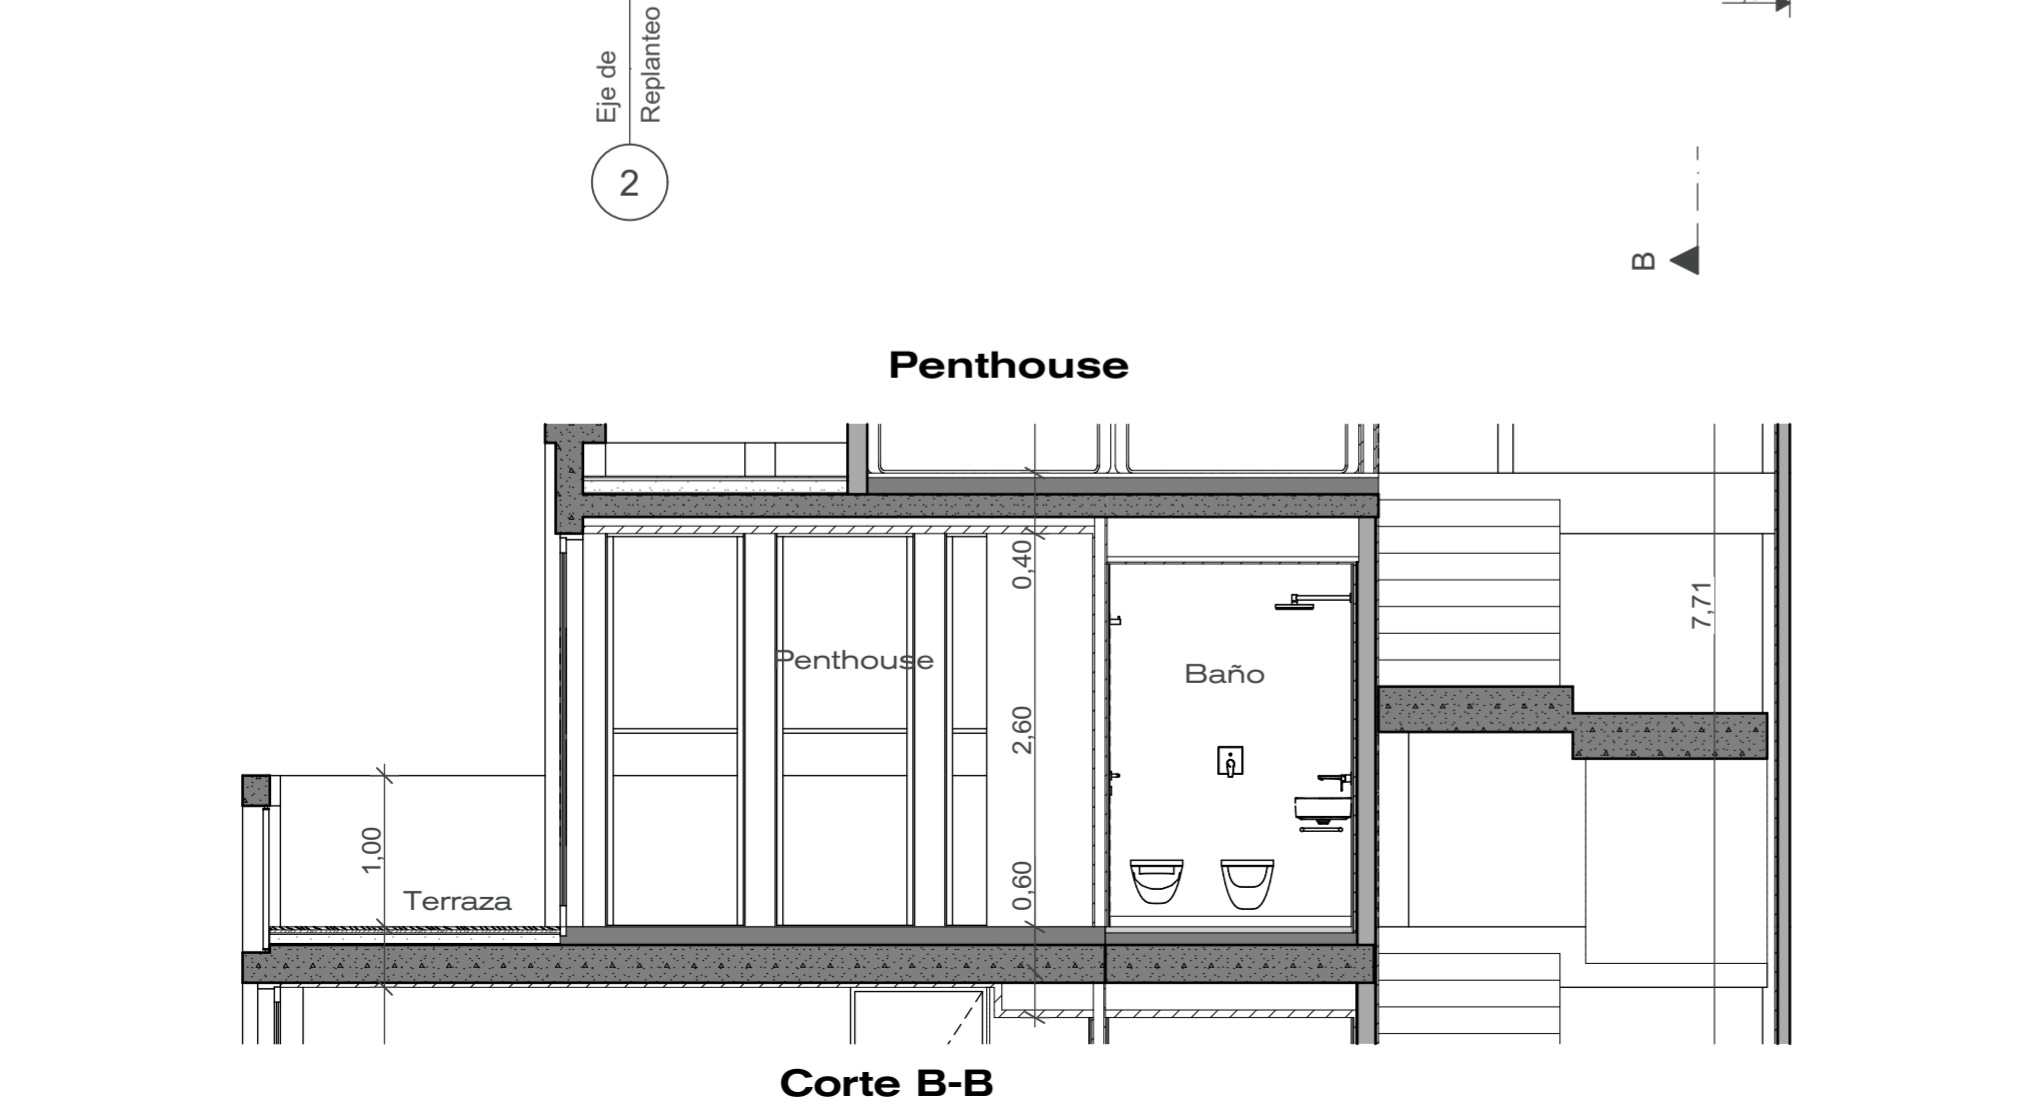 Eje de
Replanteo
2
B
Penthouse
0,40
7,71
Penthouse
Baño
2,60
1,00
0,60
Terraza
Corte B-B